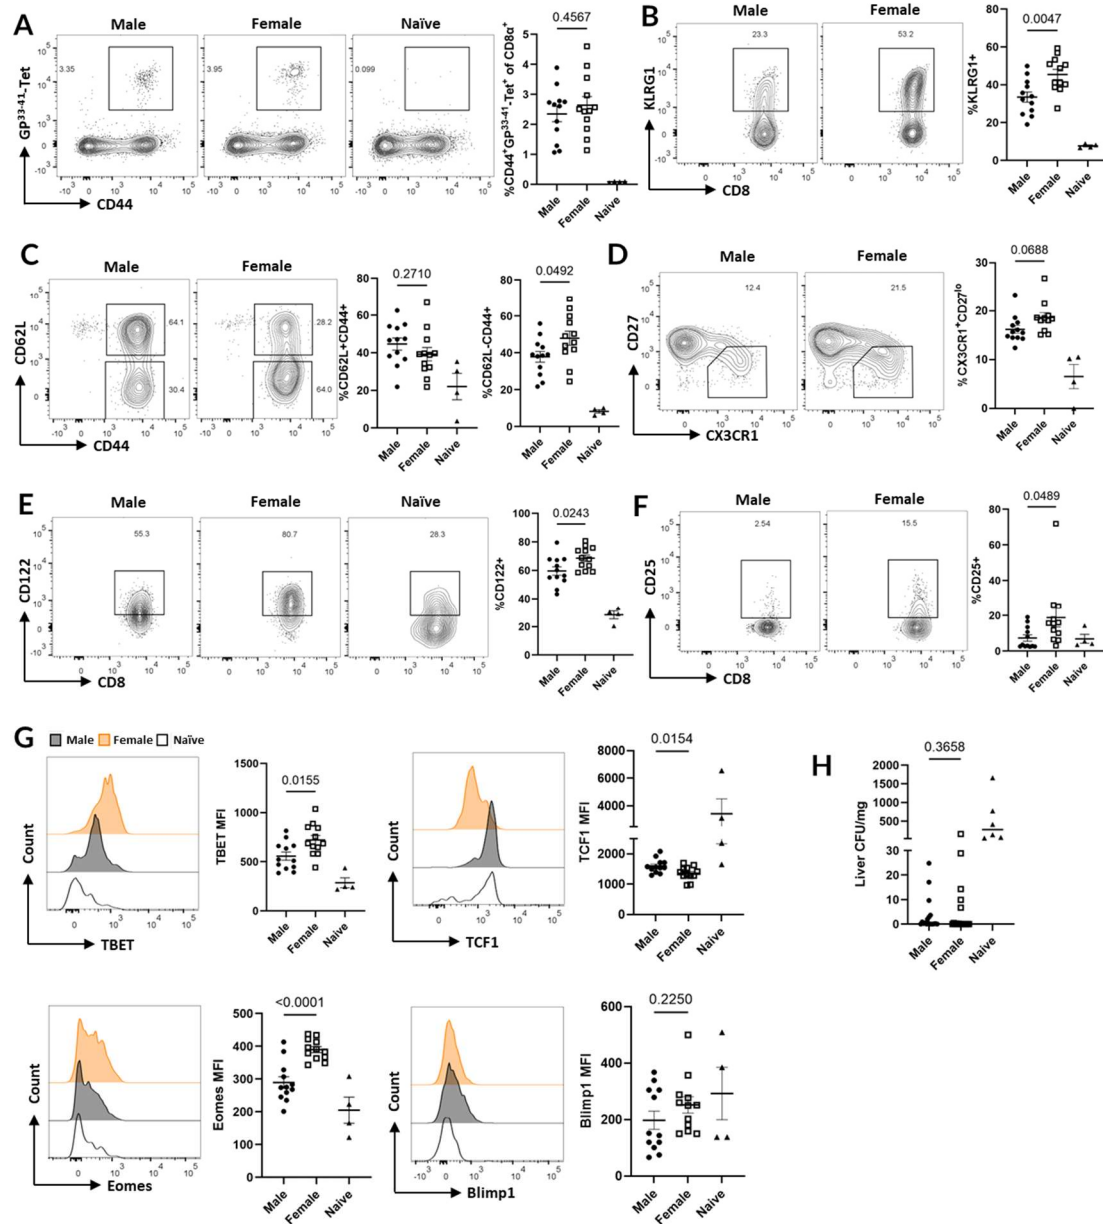 A
Male
Female
Naïve
GP33-41-Tet
3.35
3.95
0.099
CD44
%CD44+GP33-41-Tet+ of CD8α+
0.4567
Male
Female
Naive
B
Male
Female
KLRG1
23.3
53.2
CD8
%KLRG1+
0.0047
Male
Female
Naive
C
Male
Female
CD62L
64.1
30.4
28.2
64.0
CD44
%CD62L+CD44+
0.2710
Male
Female
Naive
%CD62L-CD44+
0.0492
Male
Female
Naive
D
Male
Female
CD27
12.4
21.5
CX3CR1
%CX3CR1+CD27lo
0.0688
Male
Female
Naive
E
Male
Female
Naïve
CD122
55.3
80.7
28.3
CD8
%CD122+
0.0243
Male
Female
Naive
F
Male
Female
CD25
2.54
15.5
CD8
%CD25+
0.0489
Male
Female
Naive
G
Male Female Naïve
Count
TBET
TBET MFI
0.0155
Male
Female
Naive
Count
TCF1
TCF1 MFI
0.0154
Male
Female
Naive
H
Liver CFU/mg
0.3658
Male
Female
Naive
Count
Eomes
Eomes MFI
<0.0001
Male
Female
Naive
Count
Blimp1
Blimp1 MFI
0.2250
Male
Female
Naive